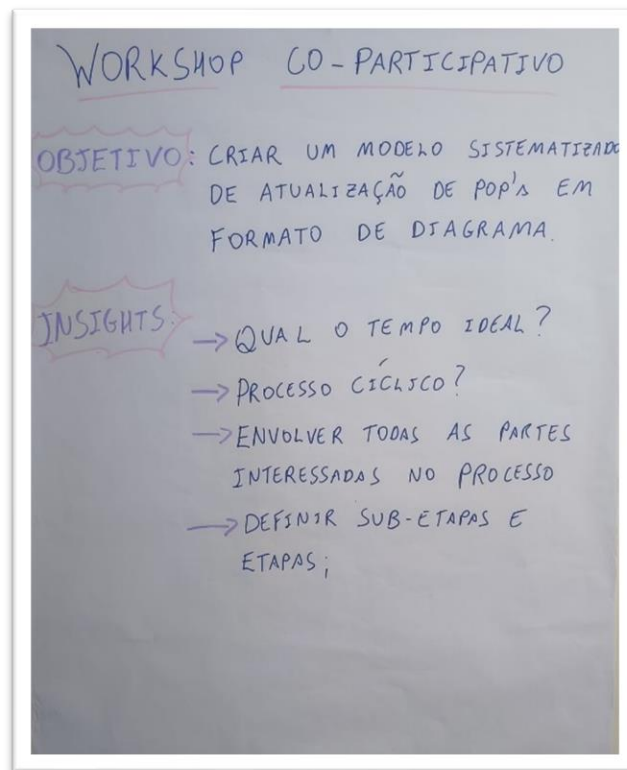 WORKSHOP CO-PARTICIPATIVO
OBJETIVO: CRIAR UM MODELO SISTEMATIZADO
DE ATUALIZAÇÃO DE POP's EM
FORMATO DE DIAGRAMA.
INSIGHTS:
→ QUAL O TEMPO IDEAL?
→ PROCESSO CÍCLICO?
→ ENVOLVER TODAS AS PARTES
INTERESSADAS NO PROCESSO
→ DEFINIR SUB-ETAPAS E
ETAPAS;